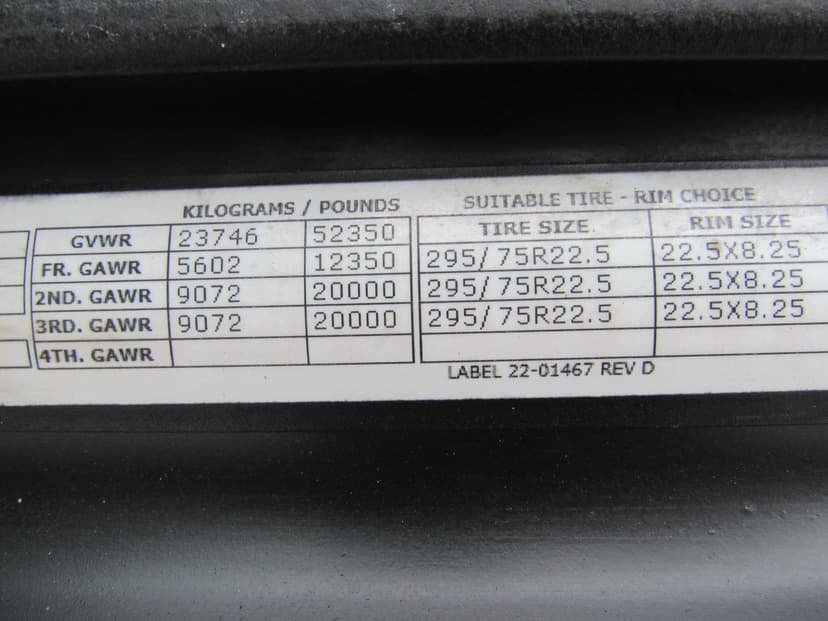 KILOGRAMS / POUNDS SUITABLE TIRE - RIM CHOICE
TIRE SIZE RIM SIZE
GVWR 23746 52350
FR. GAWR 5602 12350 295/75R22.5 22.5X8.25
2ND. GAWR 9072 20000 295/75R22.5 22.5X8.25
3RD. GAWR 9072 20000 295/75R22.5 22.5X8.25
4TH. GAWR
LABEL 22-01467 REV D